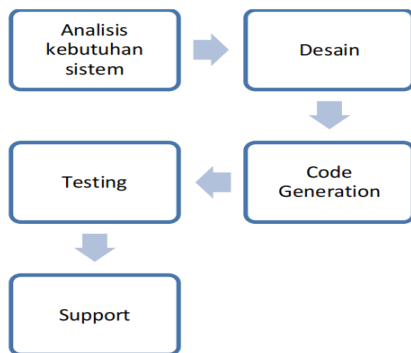 Analisis
kebutuhan
sistem
Desain
Code
Generation
Testing
Support